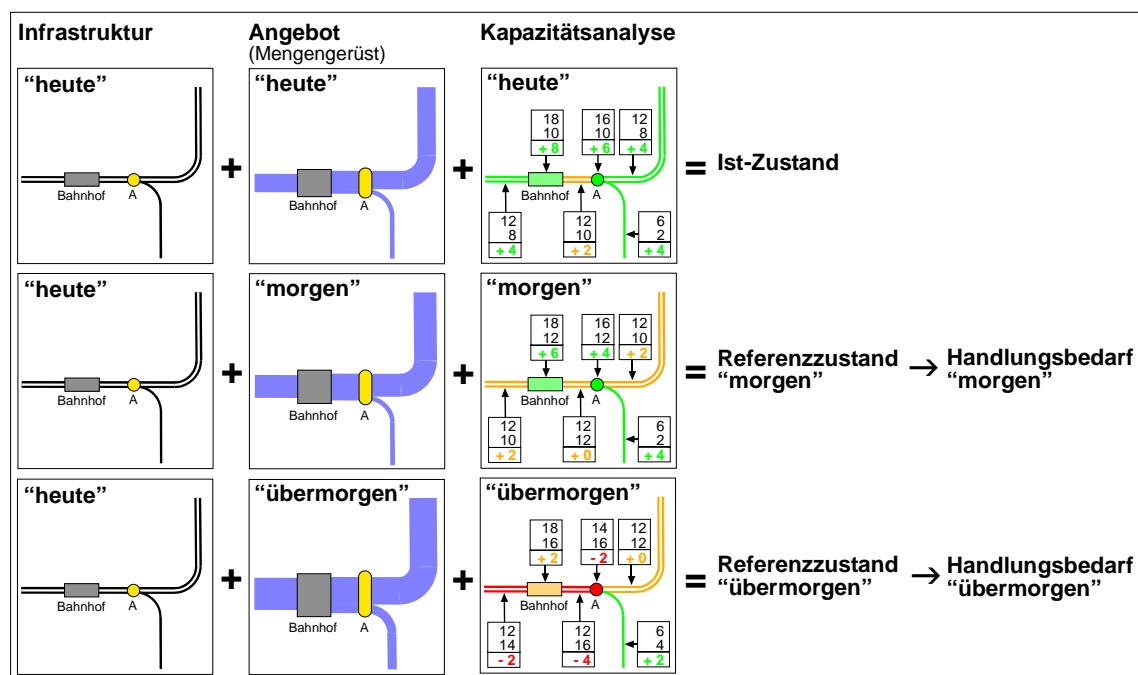 Infrastruktur
Angebot
(Mengengerüst)
Kapazitätsanalyse
“heute”
Bahnhof
A
+
“heute”
Bahnhof
A
+
“heute”
18
10
+ 8
16
10
+ 6
12
8
+ 4
Bahnhof
A
12
8
+ 4
12
10
+ 2
6
2
+ 4
= Ist-Zustand
“heute”
Bahnhof
A
+
“morgen”
Bahnhof
A
+
“morgen”
18
12
+ 6
16
12
+ 4
12
10
+ 2
Bahnhof
A
12
10
+ 2
12
12
+ 0
6
2
+ 4
= Referenzzustand
“morgen”
→ Handlungsbedarf
“morgen”
“heute”
Bahnhof
A
+
“übermorgen”
Bahnhof
A
+
“übermorgen”
18
16
+ 2
14
16
- 2
12
12
+ 0
Bahnhof
A
12
14
- 2
12
16
- 4
6
4
+ 2
= Referenzzustand
“übermorgen”
→ Handlungsbedarf
“übermorgen”